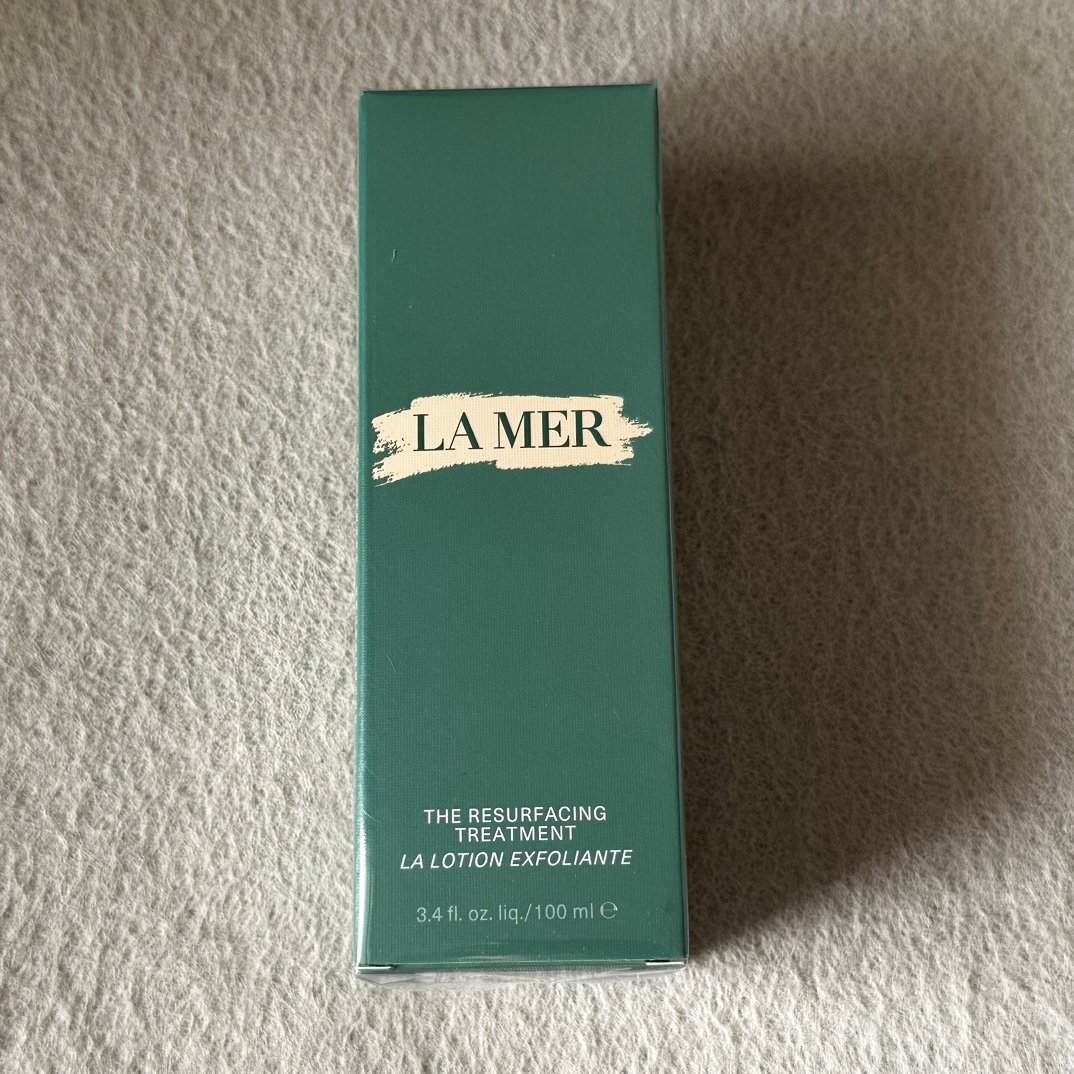 LA MER
THE RESURFACING
TREATMENT
LA LOTION EXFOLIANTE
3.4 fl. oz. liq./100 ml ℮